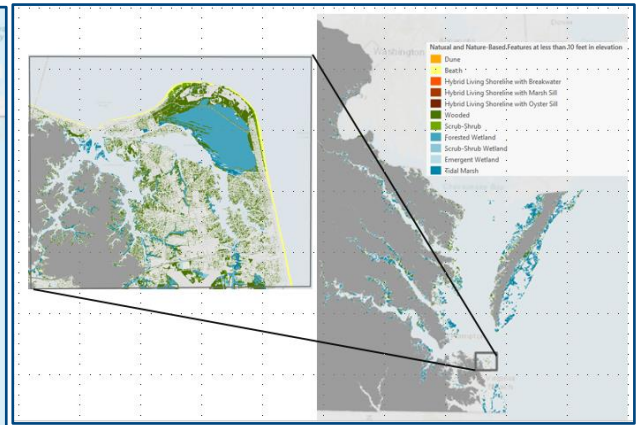 Washington
Natural and Nature-Based Features at less than 10 feet in elevation
Dune
Beach
Hybrid Living Shoreline with Breakwater
Hybrid Living Shoreline with Marsh Sill
Hybrid Living Shoreline with Oyster Sill
Wooded
Scrub-Shrub
Forested Wetland
Scrub-Shrub Wetland
Emergent Wetland
Tidal Marsh